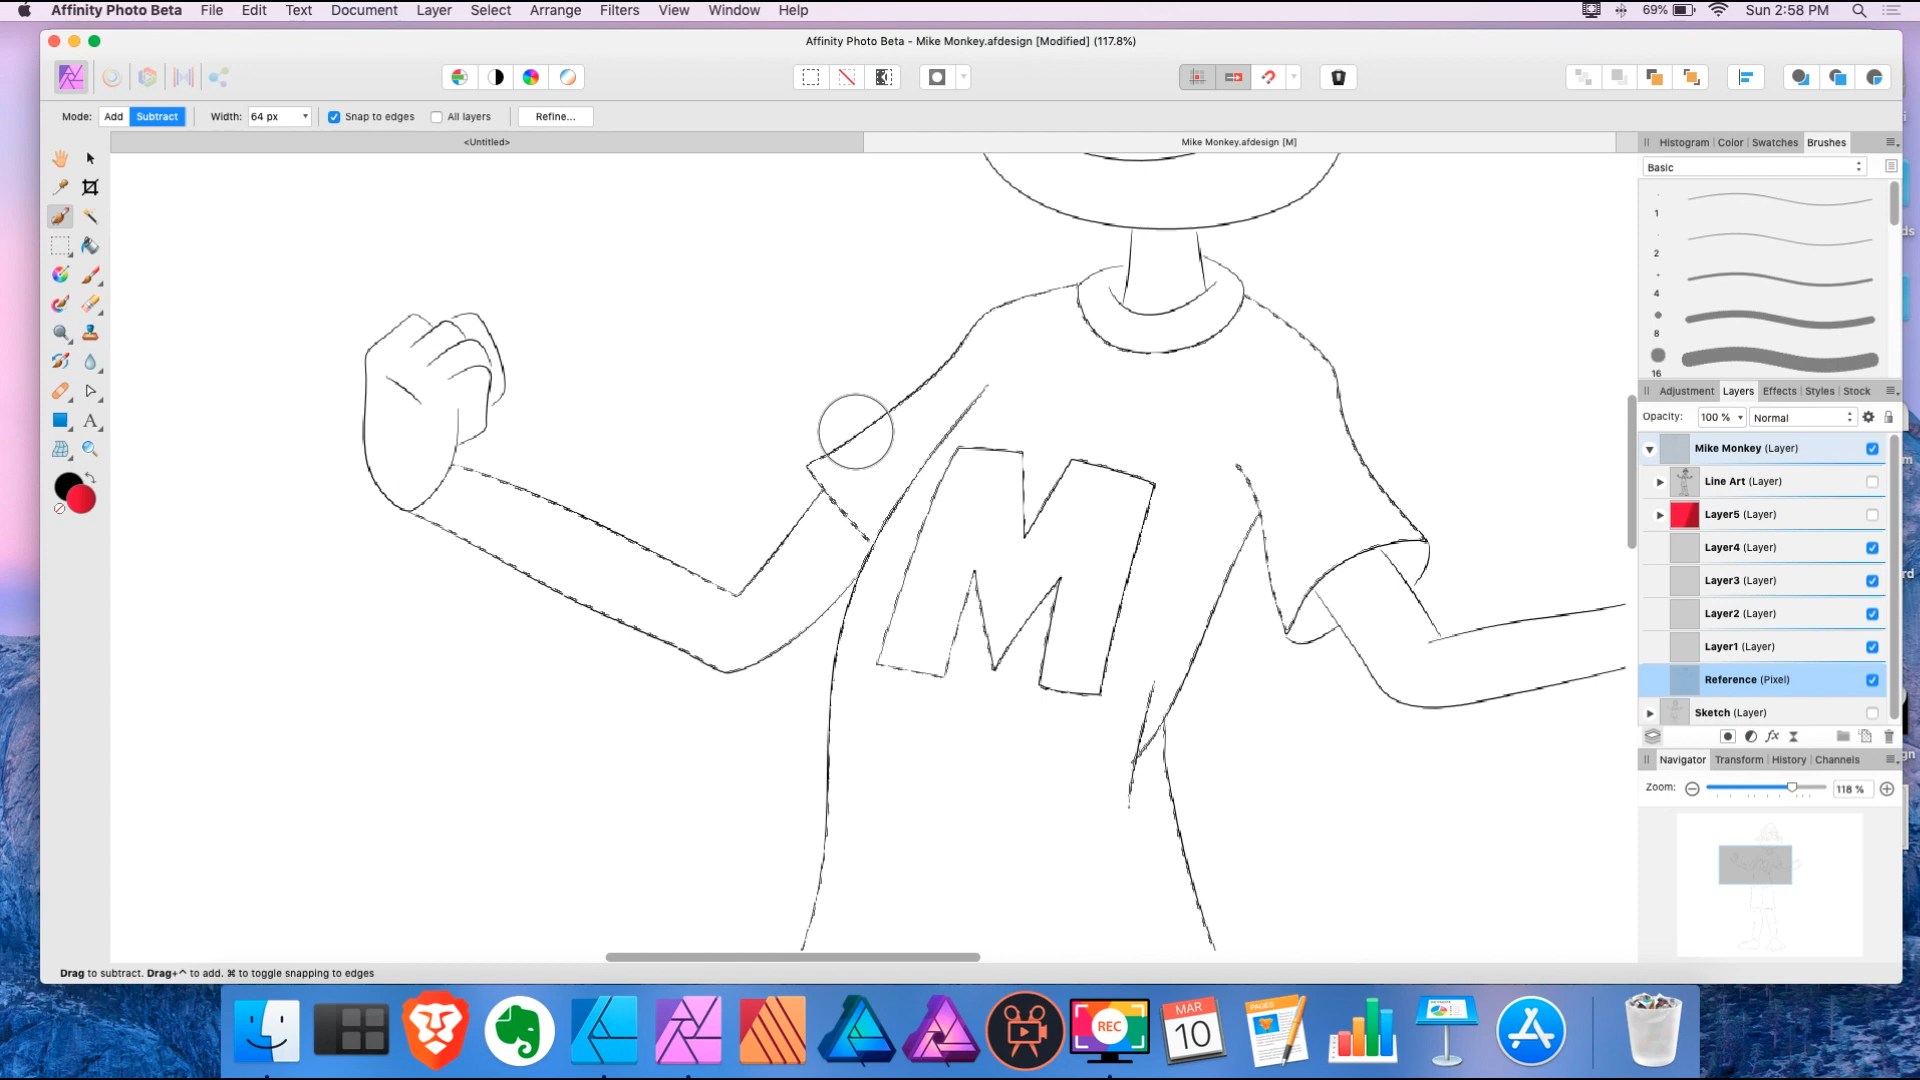 Affinity Photo Beta File Edit Text Document Layer Select Arrange Filters View Window Help 69% Sun 2:58 PM
Affinity Photo Beta - Mike Monkey.afdesign [Modified] (117.8%)
Mode: Add Subtract Width: 64 px Snap to edges All layers Refine...
<Untitled> Mike Monkey.afdesign [M] Histogram Color Swatches Brushes
Basic
1
2
4
8
16
Adjustment Layers Effects Styles Stock
Opacity: 100 % Normal
Mike Monkey (Layer)
Line Art (Layer)
Layer5 (Layer)
Layer4 (Layer)
Layer3 (Layer)
Layer2 (Layer)
Layer1 (Layer)
Reference (Pixel)
Sketch (Layer)
Navigator Transform History Channels
Zoom: 118 %
M
Drag to subtract. Drag+^ to add. ⌘ to toggle snapping to edges
REC
MAR
10
PAGES